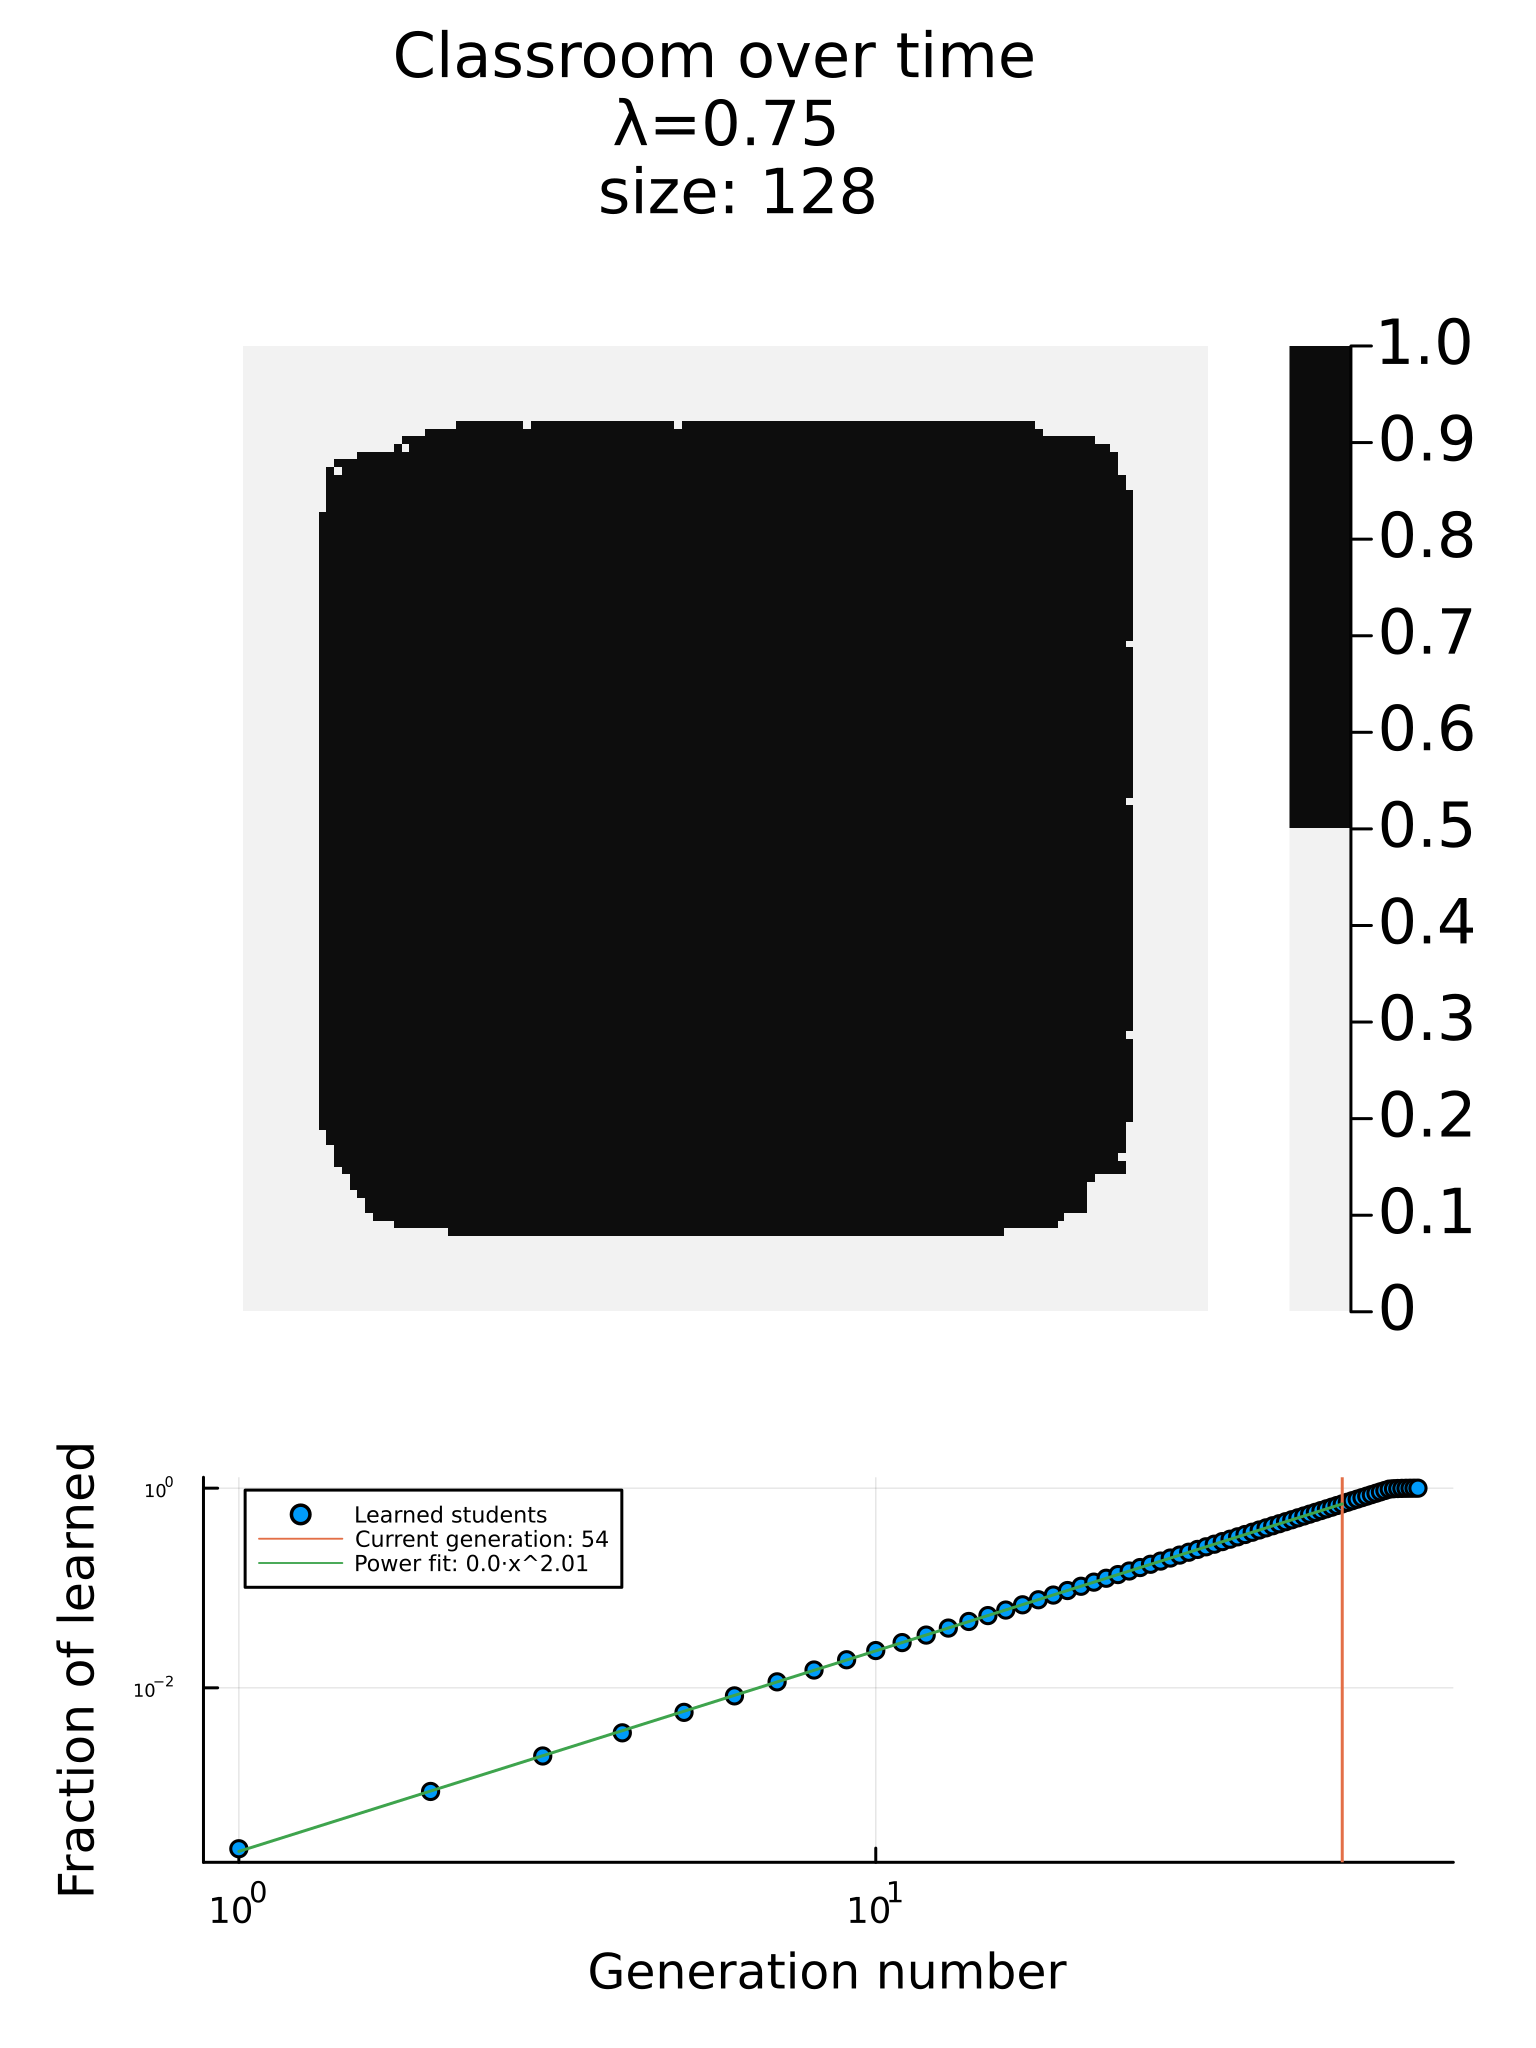 Classroom over time
λ=0.75
size: 128
1.0
0.9
0.8
0.7
0.6
0.5
0.4
0.3
0.2
0.1
0
Fraction of learned
10^0
10^-2
Learned students
Current generation: 54
Power fit: 0.0·x^2.01
10^0
10^1
Generation number